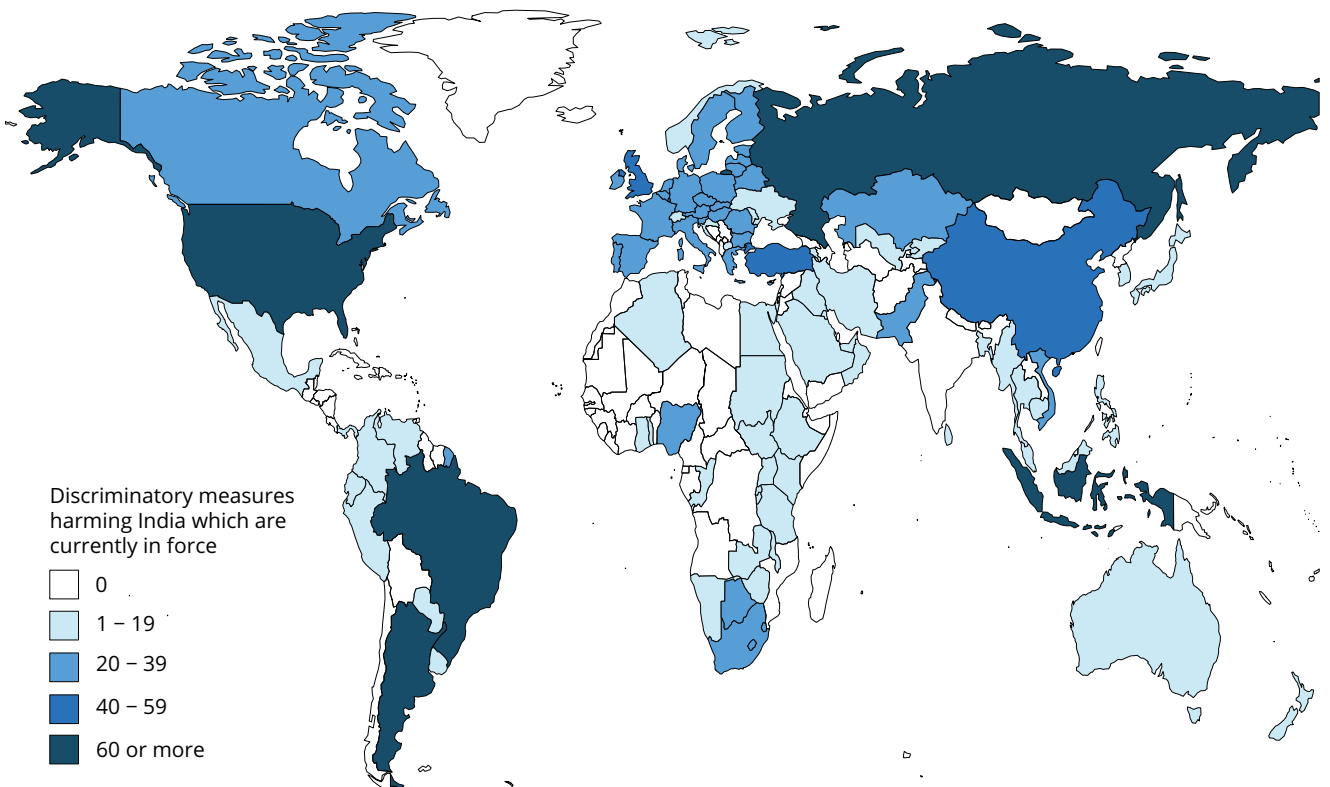 Discriminatory measures
harming India which are
currently in force
0
1 – 19
20 – 39
40 – 59
60 or more